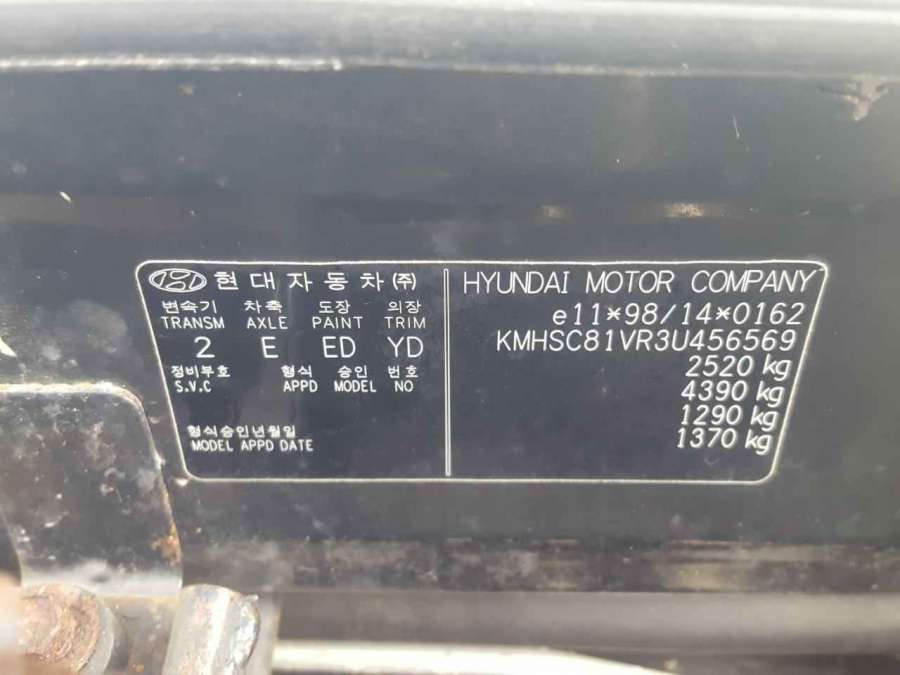 현대자동차 (주)
변속기 차축 도장 의장
TRANSM AXLE PAINT TRIM
2 E ED YD
정비부호 형식 승인 번호
S.V.C APPD MODEL NO
형식승인년월일
MODEL APPD DATE
HYUNDAI MOTOR COMPANY
e11*98/14*0162
KMHSC81VR3U456569
2520 kg
4390 kg
1290 kg
1370 kg